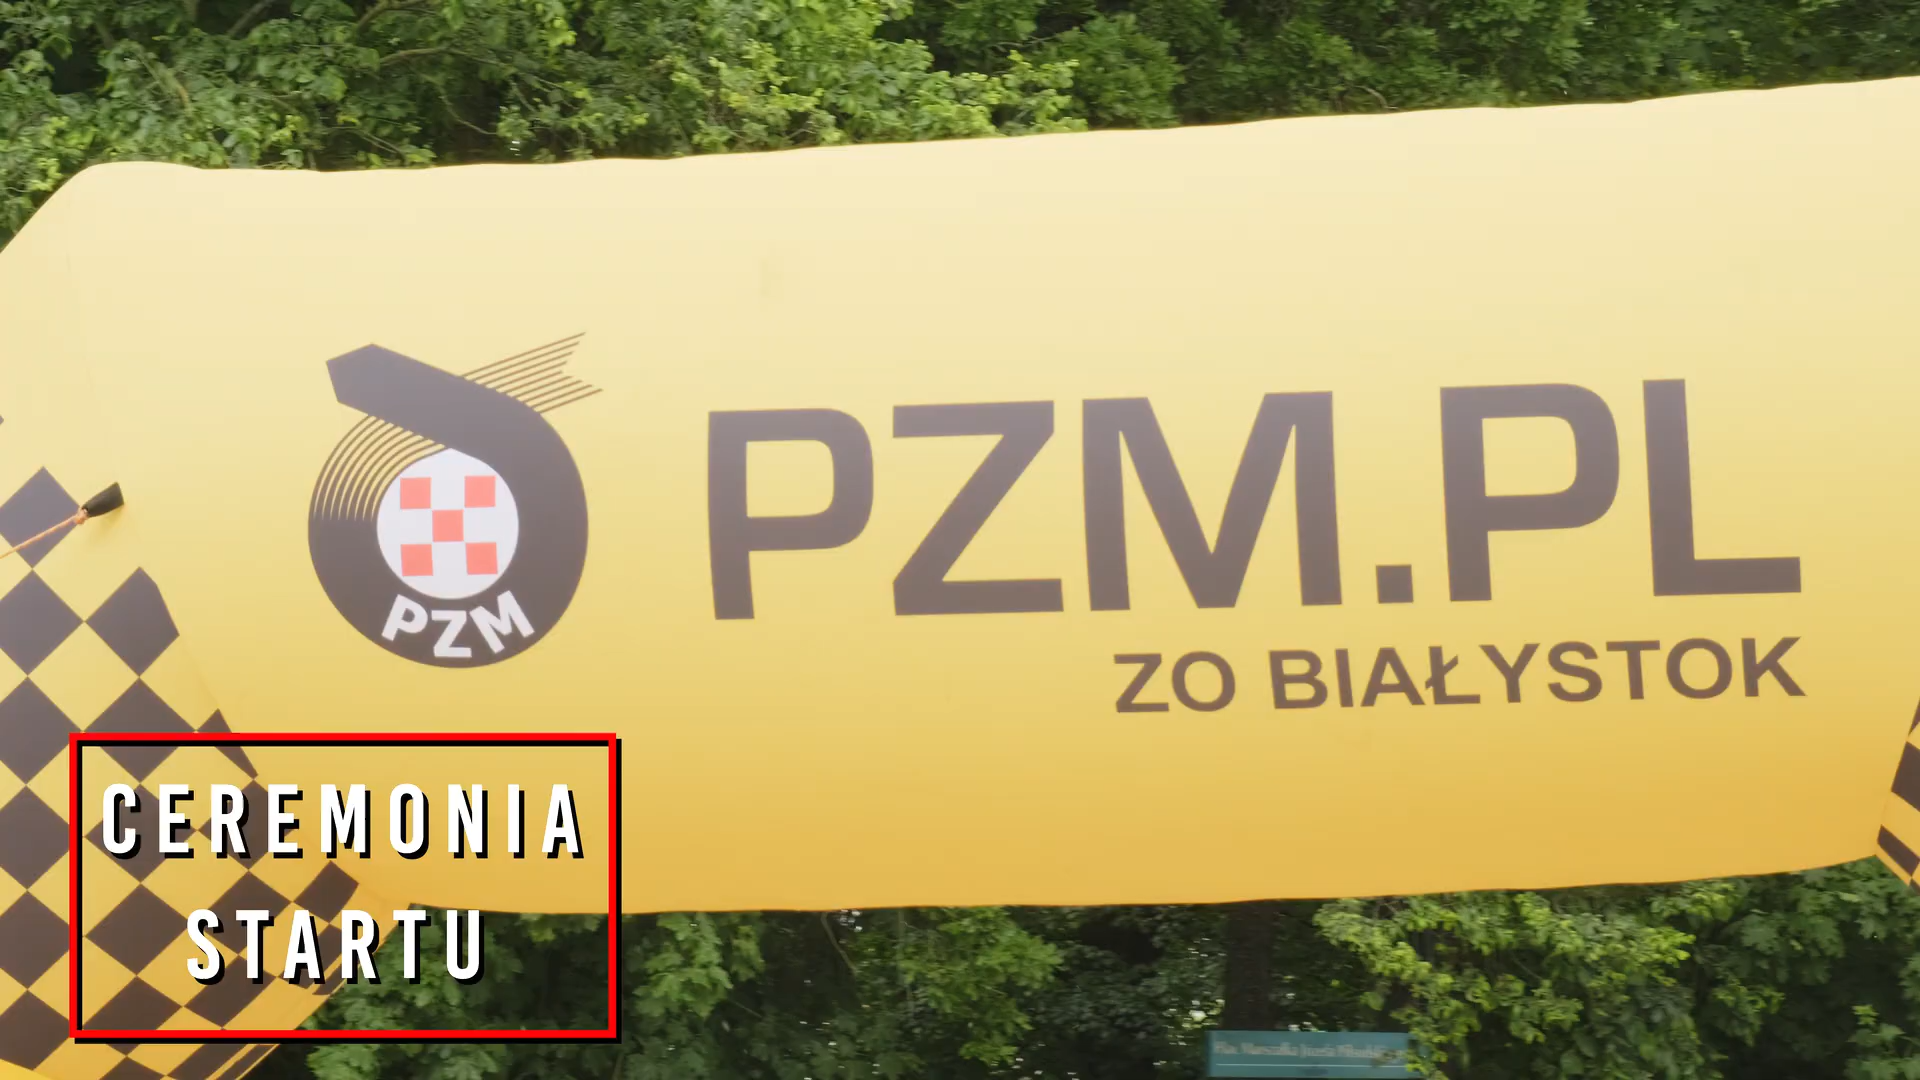 PZM
PZM.PL
ZO BIAŁYSTOK
CEREMONIA
STARTU